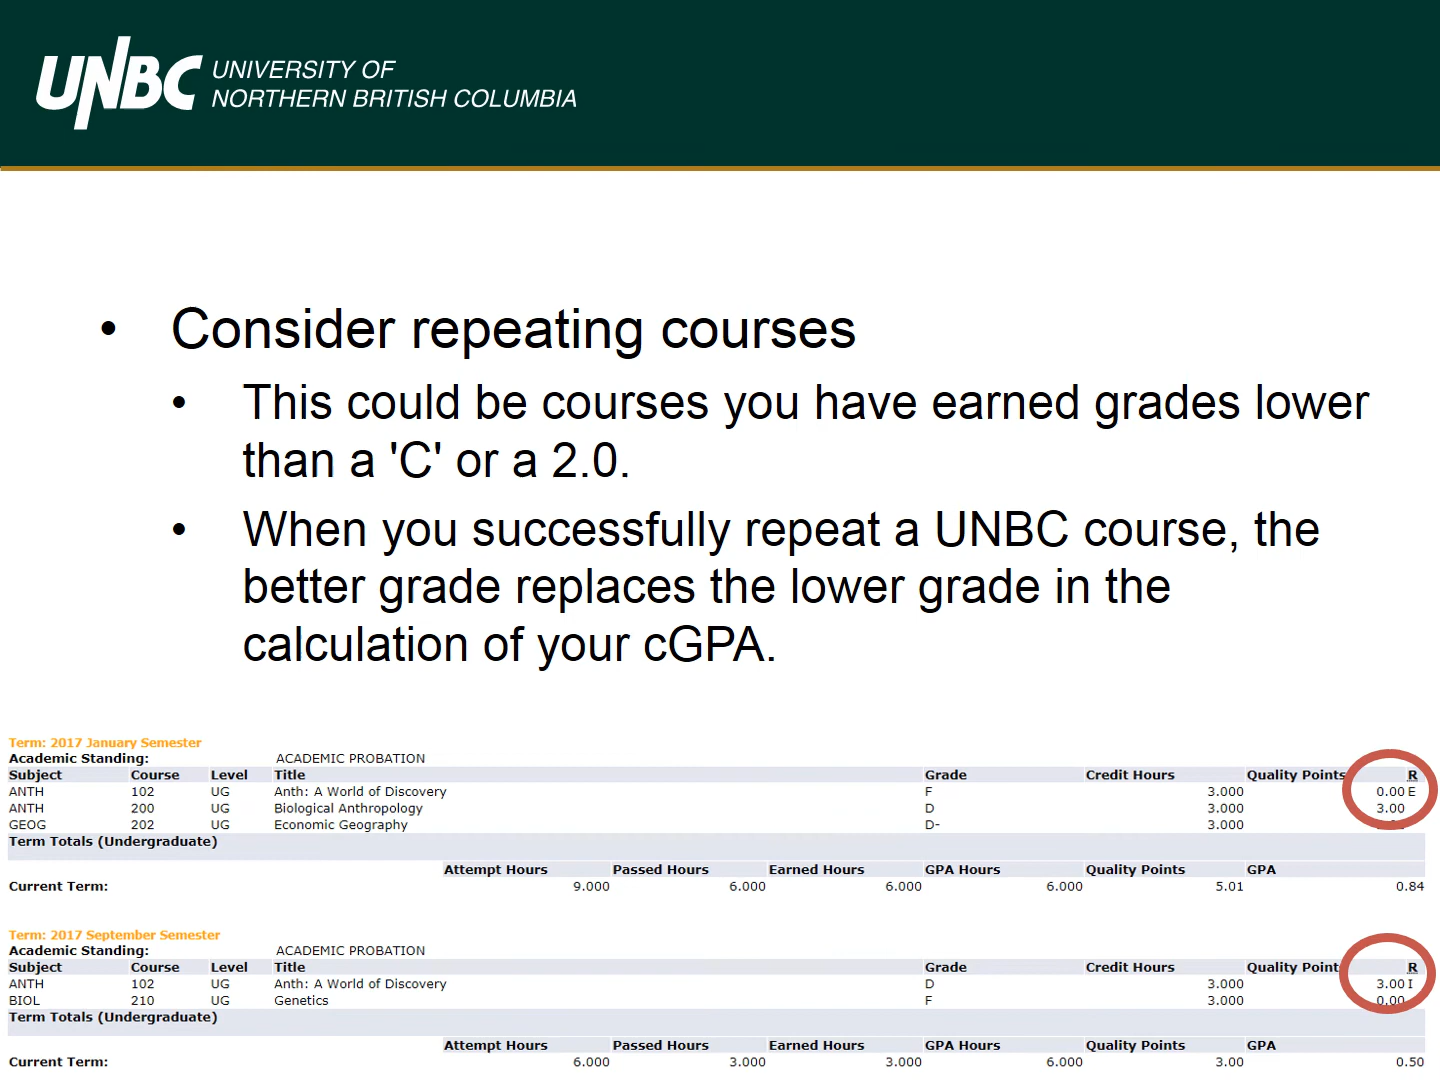 UNBC UNIVERSITY OF
NORTHERN BRITISH COLUMBIA
• Consider repeating courses
• This could be courses you have earned grades lower
than a 'C' or a 2.0.
• When you successfully repeat a UNBC course, the
better grade replaces the lower grade in the
calculation of your cGPA.
Term: 2017 January Semester
Academic Standing: ACADEMIC PROBATION
Subject Course Level Title Grade Credit Hours Quality Points R
ANTH 102 UG Anth: A World of Discovery F 3.000 0.00 E
ANTH 200 UG Biological Anthropology D 3.000 3.00
GEOG 202 UG Economic Geography D- 3.000
Term Totals (Undergraduate)
Attempt Hours Passed Hours Earned Hours GPA Hours Quality Points GPA
Current Term: 9.000 6.000 6.000 6.000 5.01 0.84
Term: 2017 September Semester
Academic Standing: ACADEMIC PROBATION
Subject Course Level Title Grade Credit Hours Quality Point R
ANTH 102 UG Anth: A World of Discovery D 3.000 3.00 I
BIOL 210 UG Genetics F 3.000 0.00
Term Totals (Undergraduate)
Attempt Hours Passed Hours Earned Hours GPA Hours Quality Points GPA
Current Term: 6.000 3.000 3.000 6.000 3.00 0.50